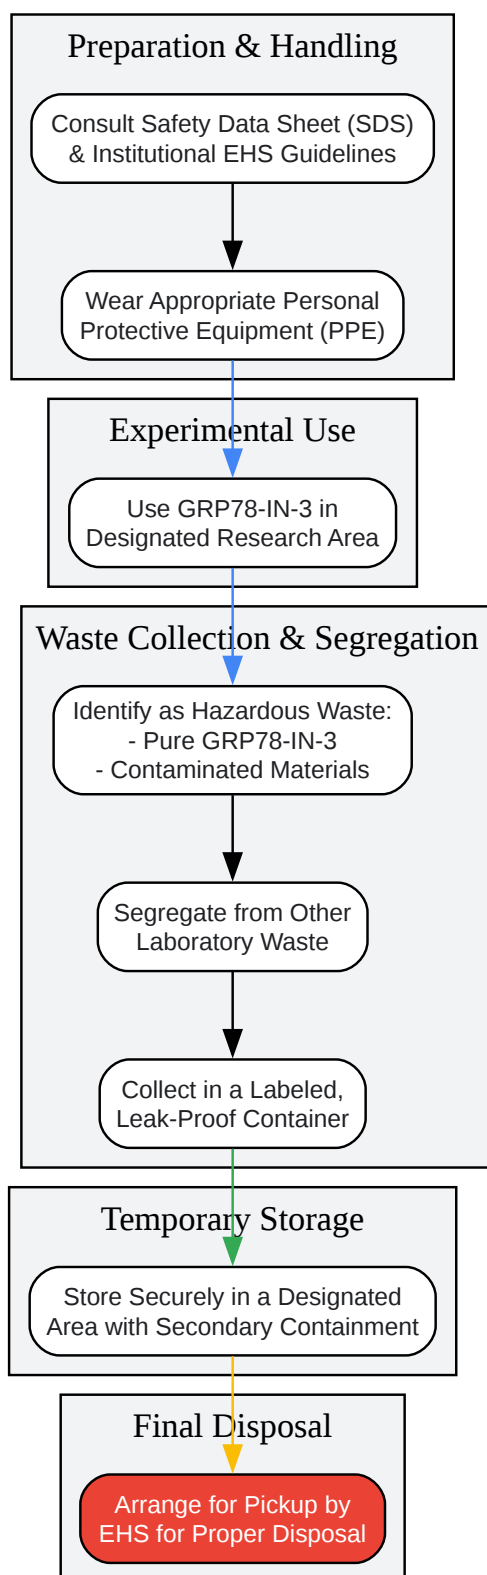 Preparation & Handling
Consult Safety Data Sheet (SDS)
& Institutional EHS Guidelines
Wear Appropriate Personal
Protective Equipment (PPE)
Experimental Use
Use GRP78-IN-3 in
Designated Research Area
Waste Collection & Segregation
Identify as Hazardous Waste:
- Pure GRP78-IN-3
- Contaminated Materials
Segregate from Other
Laboratory Waste
Collect in a Labeled,
Leak-Proof Container
Temporary Storage
Store Securely in a Designated
Area with Secondary Containment
Final Disposal
Arrange for Pickup by
EHS for Proper Disposal